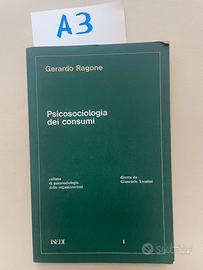 A3
Gerardo Ragone
Psicosociologia
dei consumi
collana
di psicosociologia
delle organizzazioni
diretta da
Giancarlo Trentini
ISEDI
1
Subito